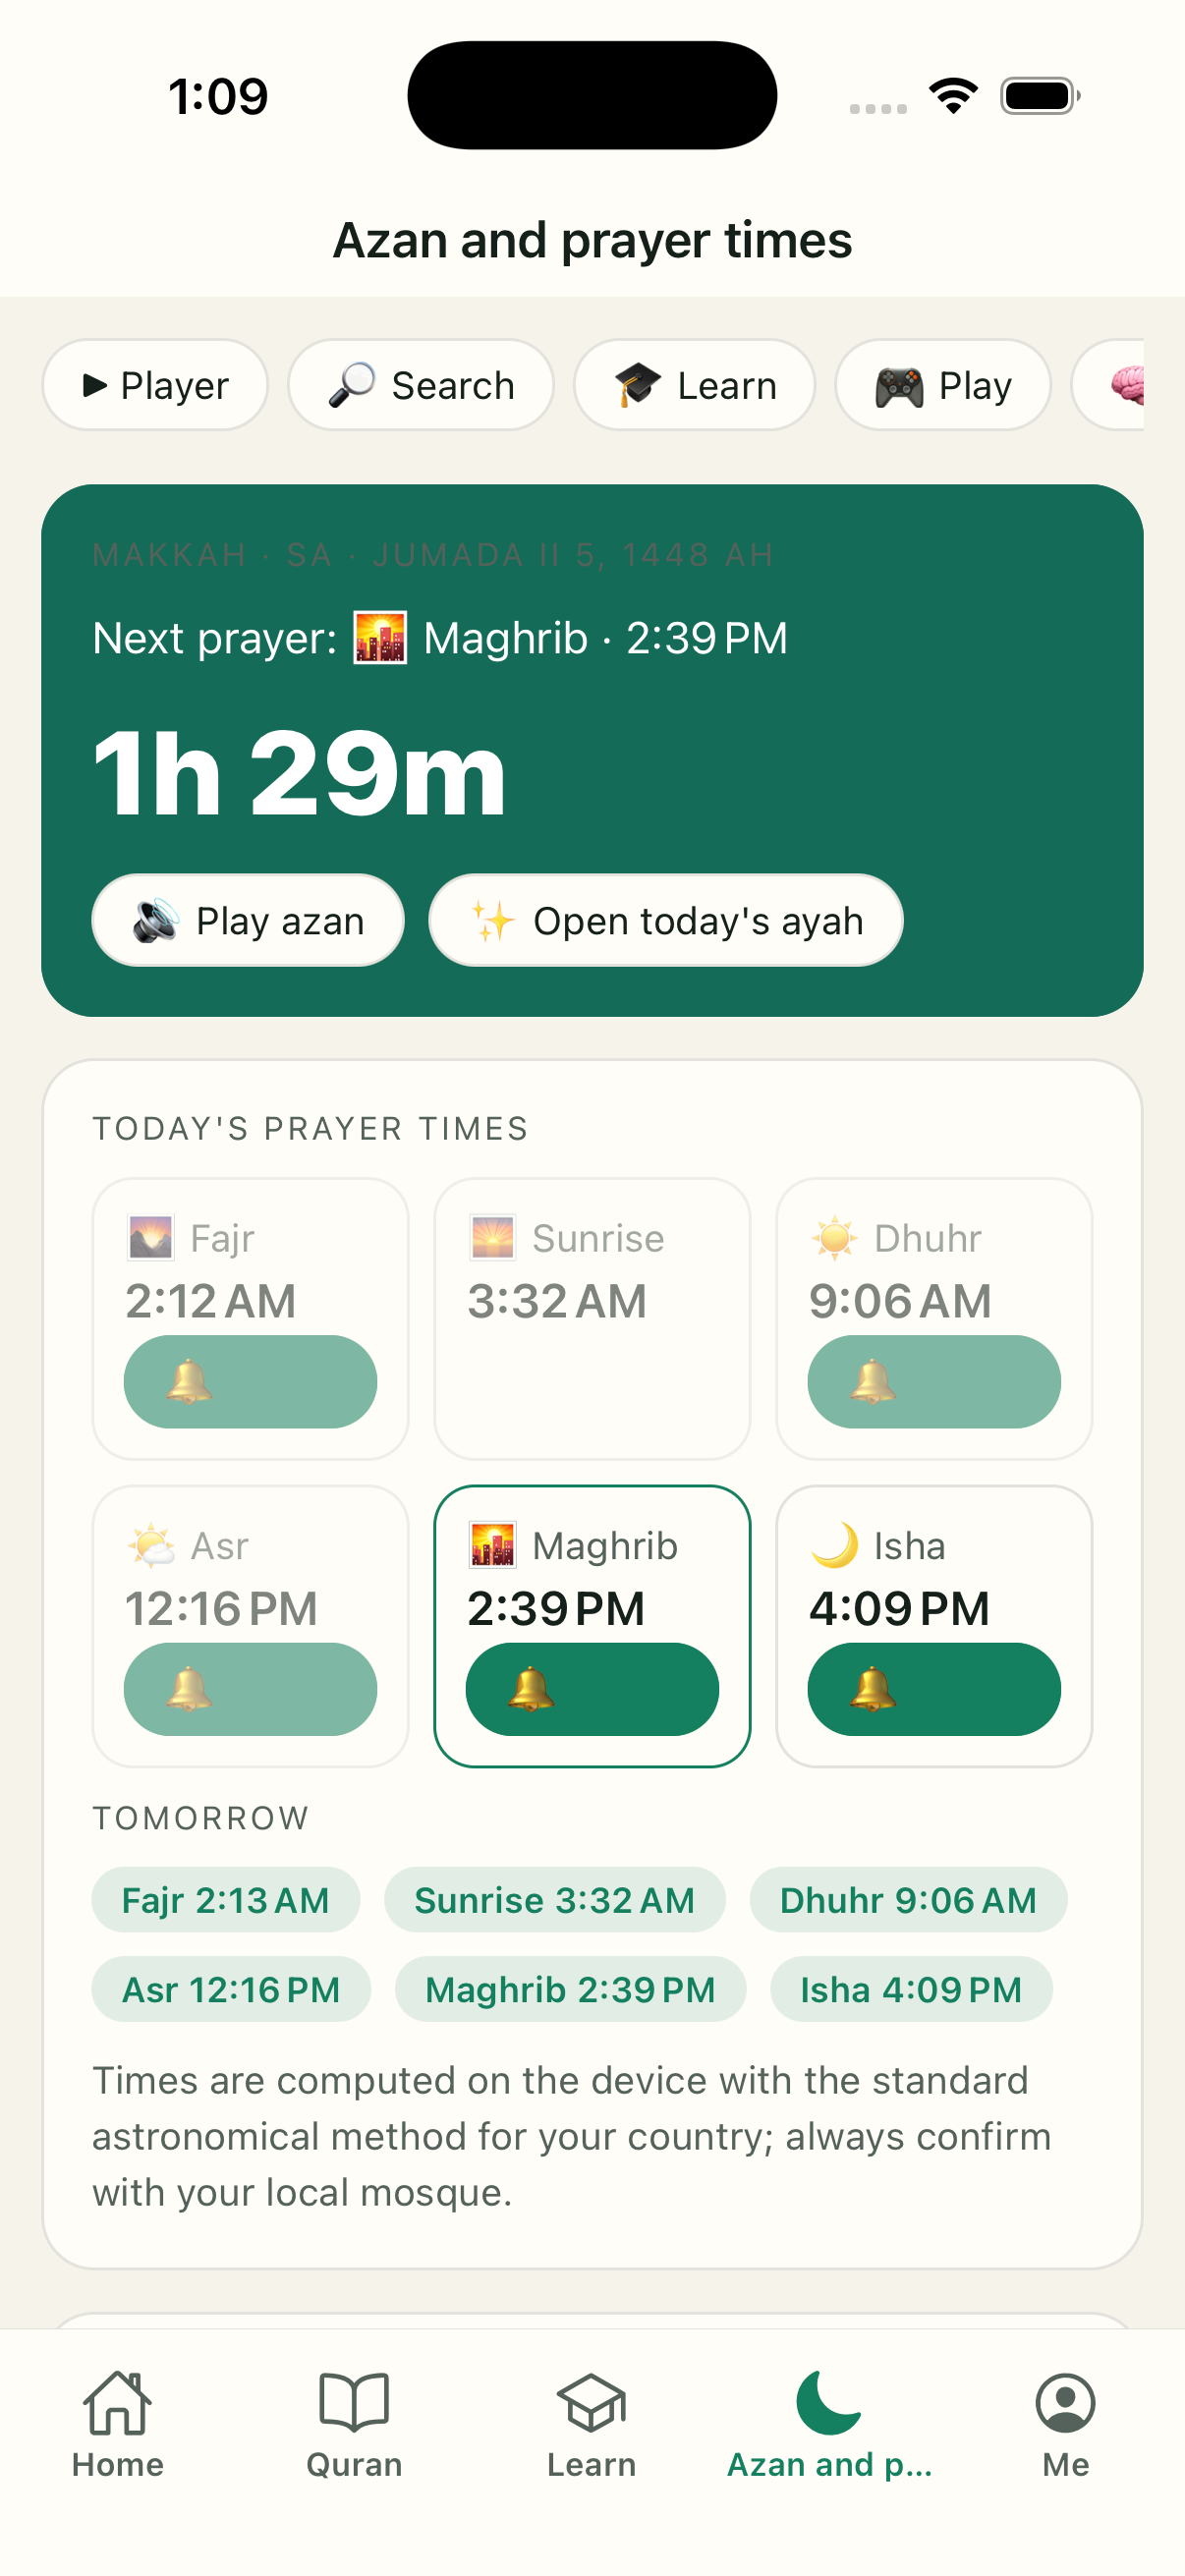 1:09
Azan and prayer times
Player Search Learn Play
MAKKAH · SA · JUMADA II 5, 1448 AH
Next prayer: Maghrib · 2:39 PM
1h 29m
Play azan Open today's ayah
TODAY'S PRAYER TIMES
Fajr Sunrise Dhuhr
2:12 AM 3:32 AM 9:06 AM
Asr Maghrib Isha
12:16 PM 2:39 PM 4:09 PM
TOMORROW
Fajr 2:13 AM Sunrise 3:32 AM Dhuhr 9:06 AM
Asr 12:16 PM Maghrib 2:39 PM Isha 4:09 PM
Times are computed on the device with the standard
astronomical method for your country; always confirm
with your local mosque.
Home Quran Learn Azan and p... Me